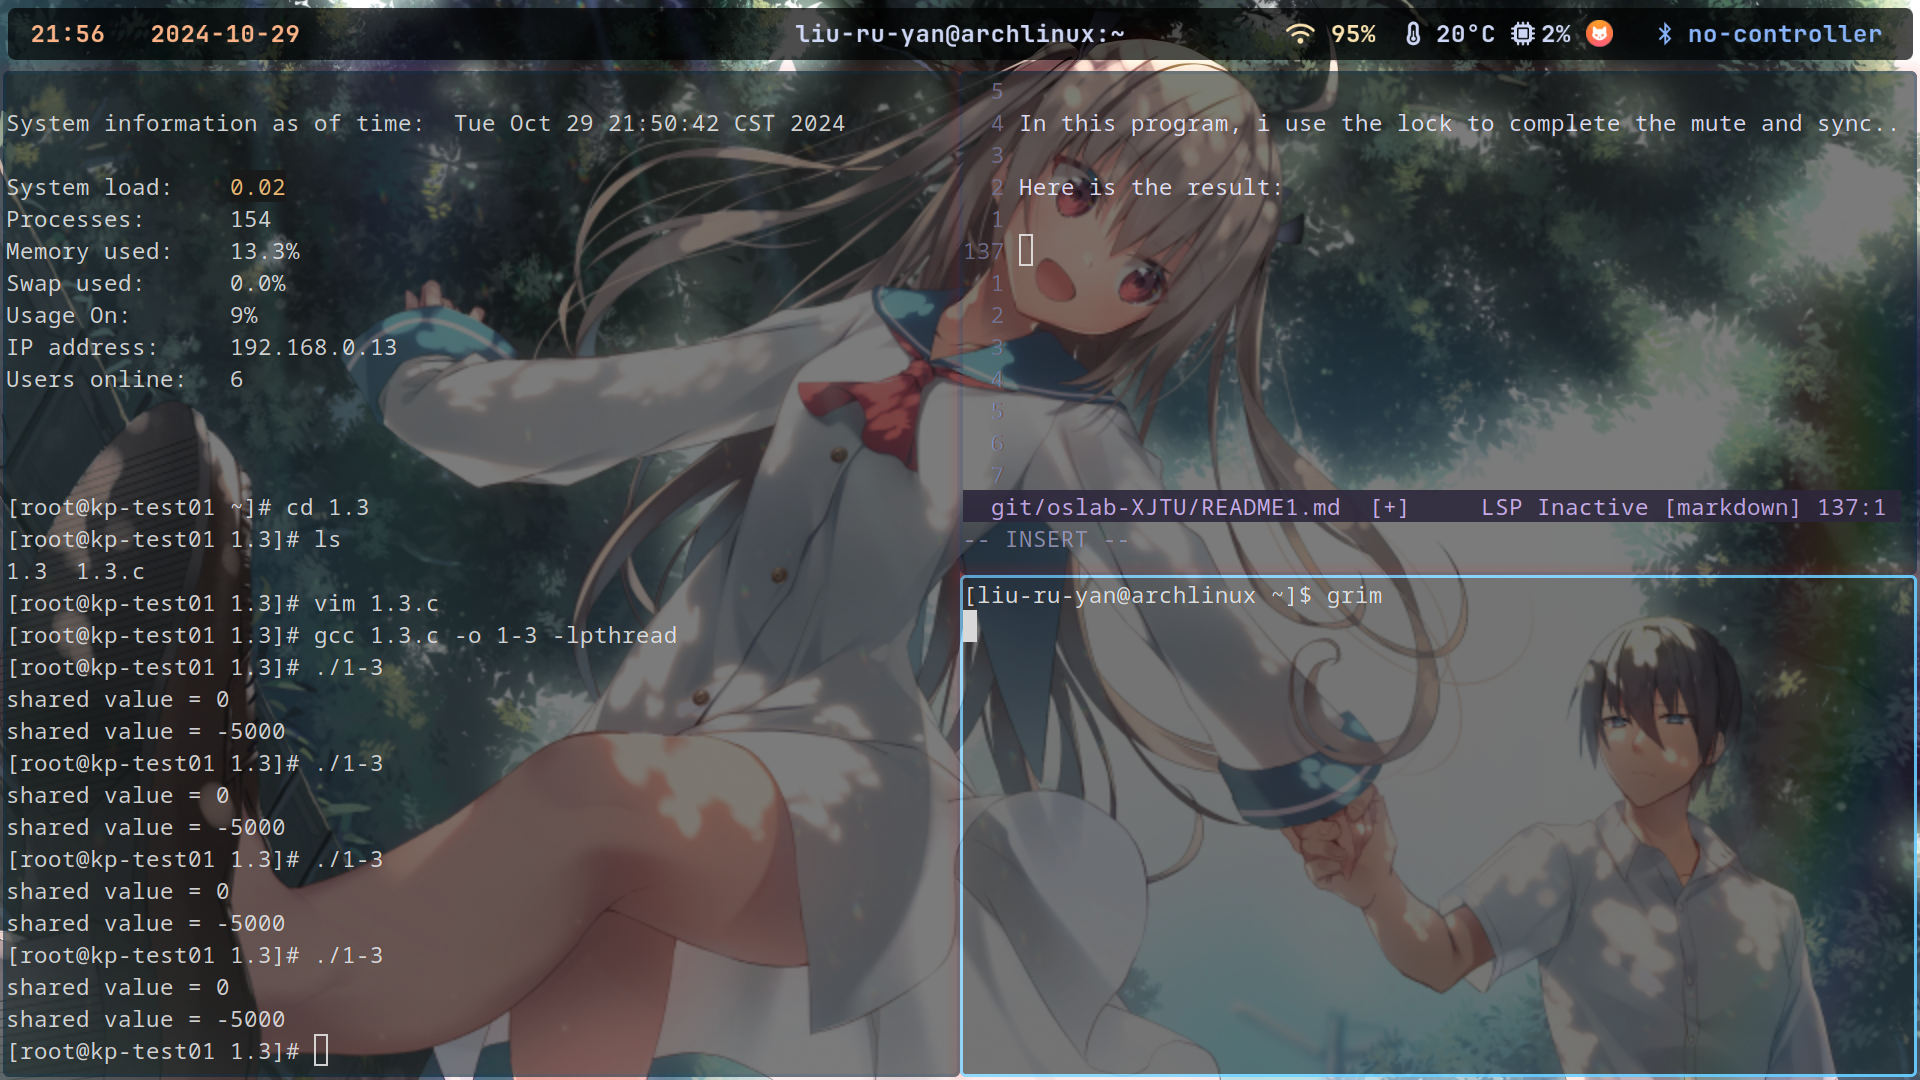 21:56 2024-10-29 liu-ru-yan@archlinux:~ 95% 20°C 2% no-controller
System information as of time: Tue Oct 29 21:50:42 CST 2024
System load: 0.02
Processes: 154
Memory used: 13.3%
Swap used: 0.0%
Usage On: 9%
IP address: 192.168.0.13
Users online: 6
[root@kp-test01 ~]# cd 1.3
[root@kp-test01 1.3]# ls
1.3 1.3.c
[root@kp-test01 1.3]# vim 1.3.c
[root@kp-test01 1.3]# gcc 1.3.c -o 1-3 -lpthread
[root@kp-test01 1.3]# ./1-3
shared value = 0
shared value = -5000
[root@kp-test01 1.3]# ./1-3
shared value = 0
shared value = -5000
[root@kp-test01 1.3]# ./1-3
shared value = 0
shared value = -5000
[root@kp-test01 1.3]# ./1-3
shared value = 0
shared value = -5000
[root@kp-test01 1.3]#
5
4 In this program, i use the lock to complete the mute and sync..
3
2 Here is the result:
1
137
1
2
3
4
5
6
7
git/oslab-XJTU/README1.md [+] LSP Inactive [markdown] 137:1
-- INSERT --
[liu-ru-yan@archlinux ~]$ grim